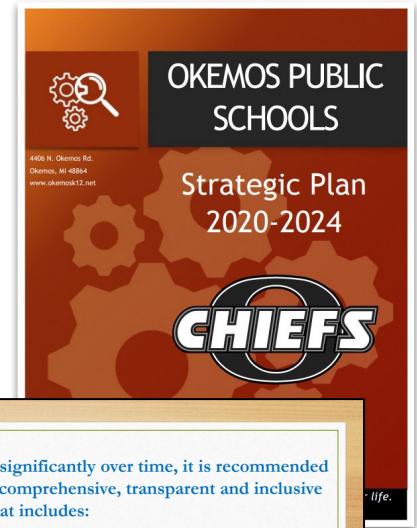 OKEMOS PUBLIC
SCHOOLS
4406 N. Okemos Rd.
Okemos, MI 48864
www.okemosk12.net
Strategic Plan
2020-2024
CHIEFS
significantly over time, it is recommended
comprehensive, transparent and inclusive
at includes:
life.